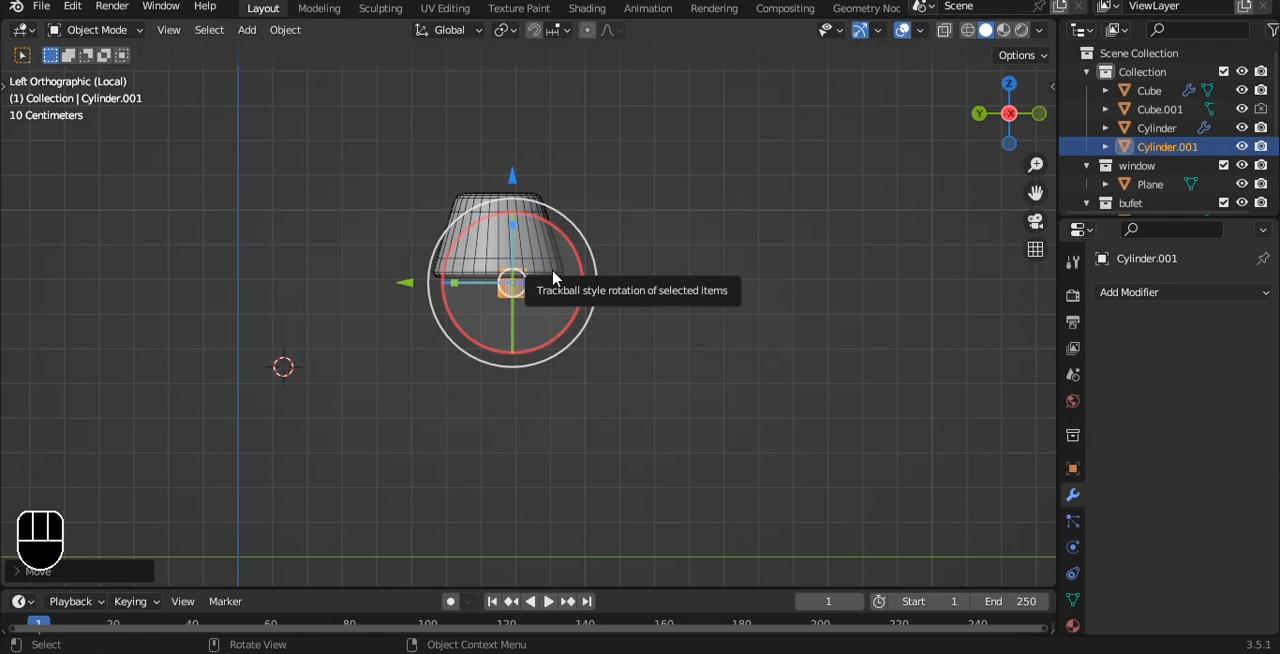 File Edit Render Window Help Layout Modeling Sculpting UV Editing Texture Paint Shading Animation Rendering Compositing Geometry Noc Scene ViewLayer
Object Mode View Select Add Object Global
Options
Left Orthographic (Local)
(1) Collection | Cylinder.001
10 Centimeters
Z
Y
X
Trackball style rotation of selected items
Move
Scene Collection
Collection
Cube
Cube.001
Cylinder
Cylinder.001
window
Plane
bufet
Cylinder.001
Add Modifier
Playback Keying View Marker 1 Start 1 End 250
1 20 40 60 80 100 120 140 160 180 200 220 240
Select Rotate View Object Context Menu 3.5.1